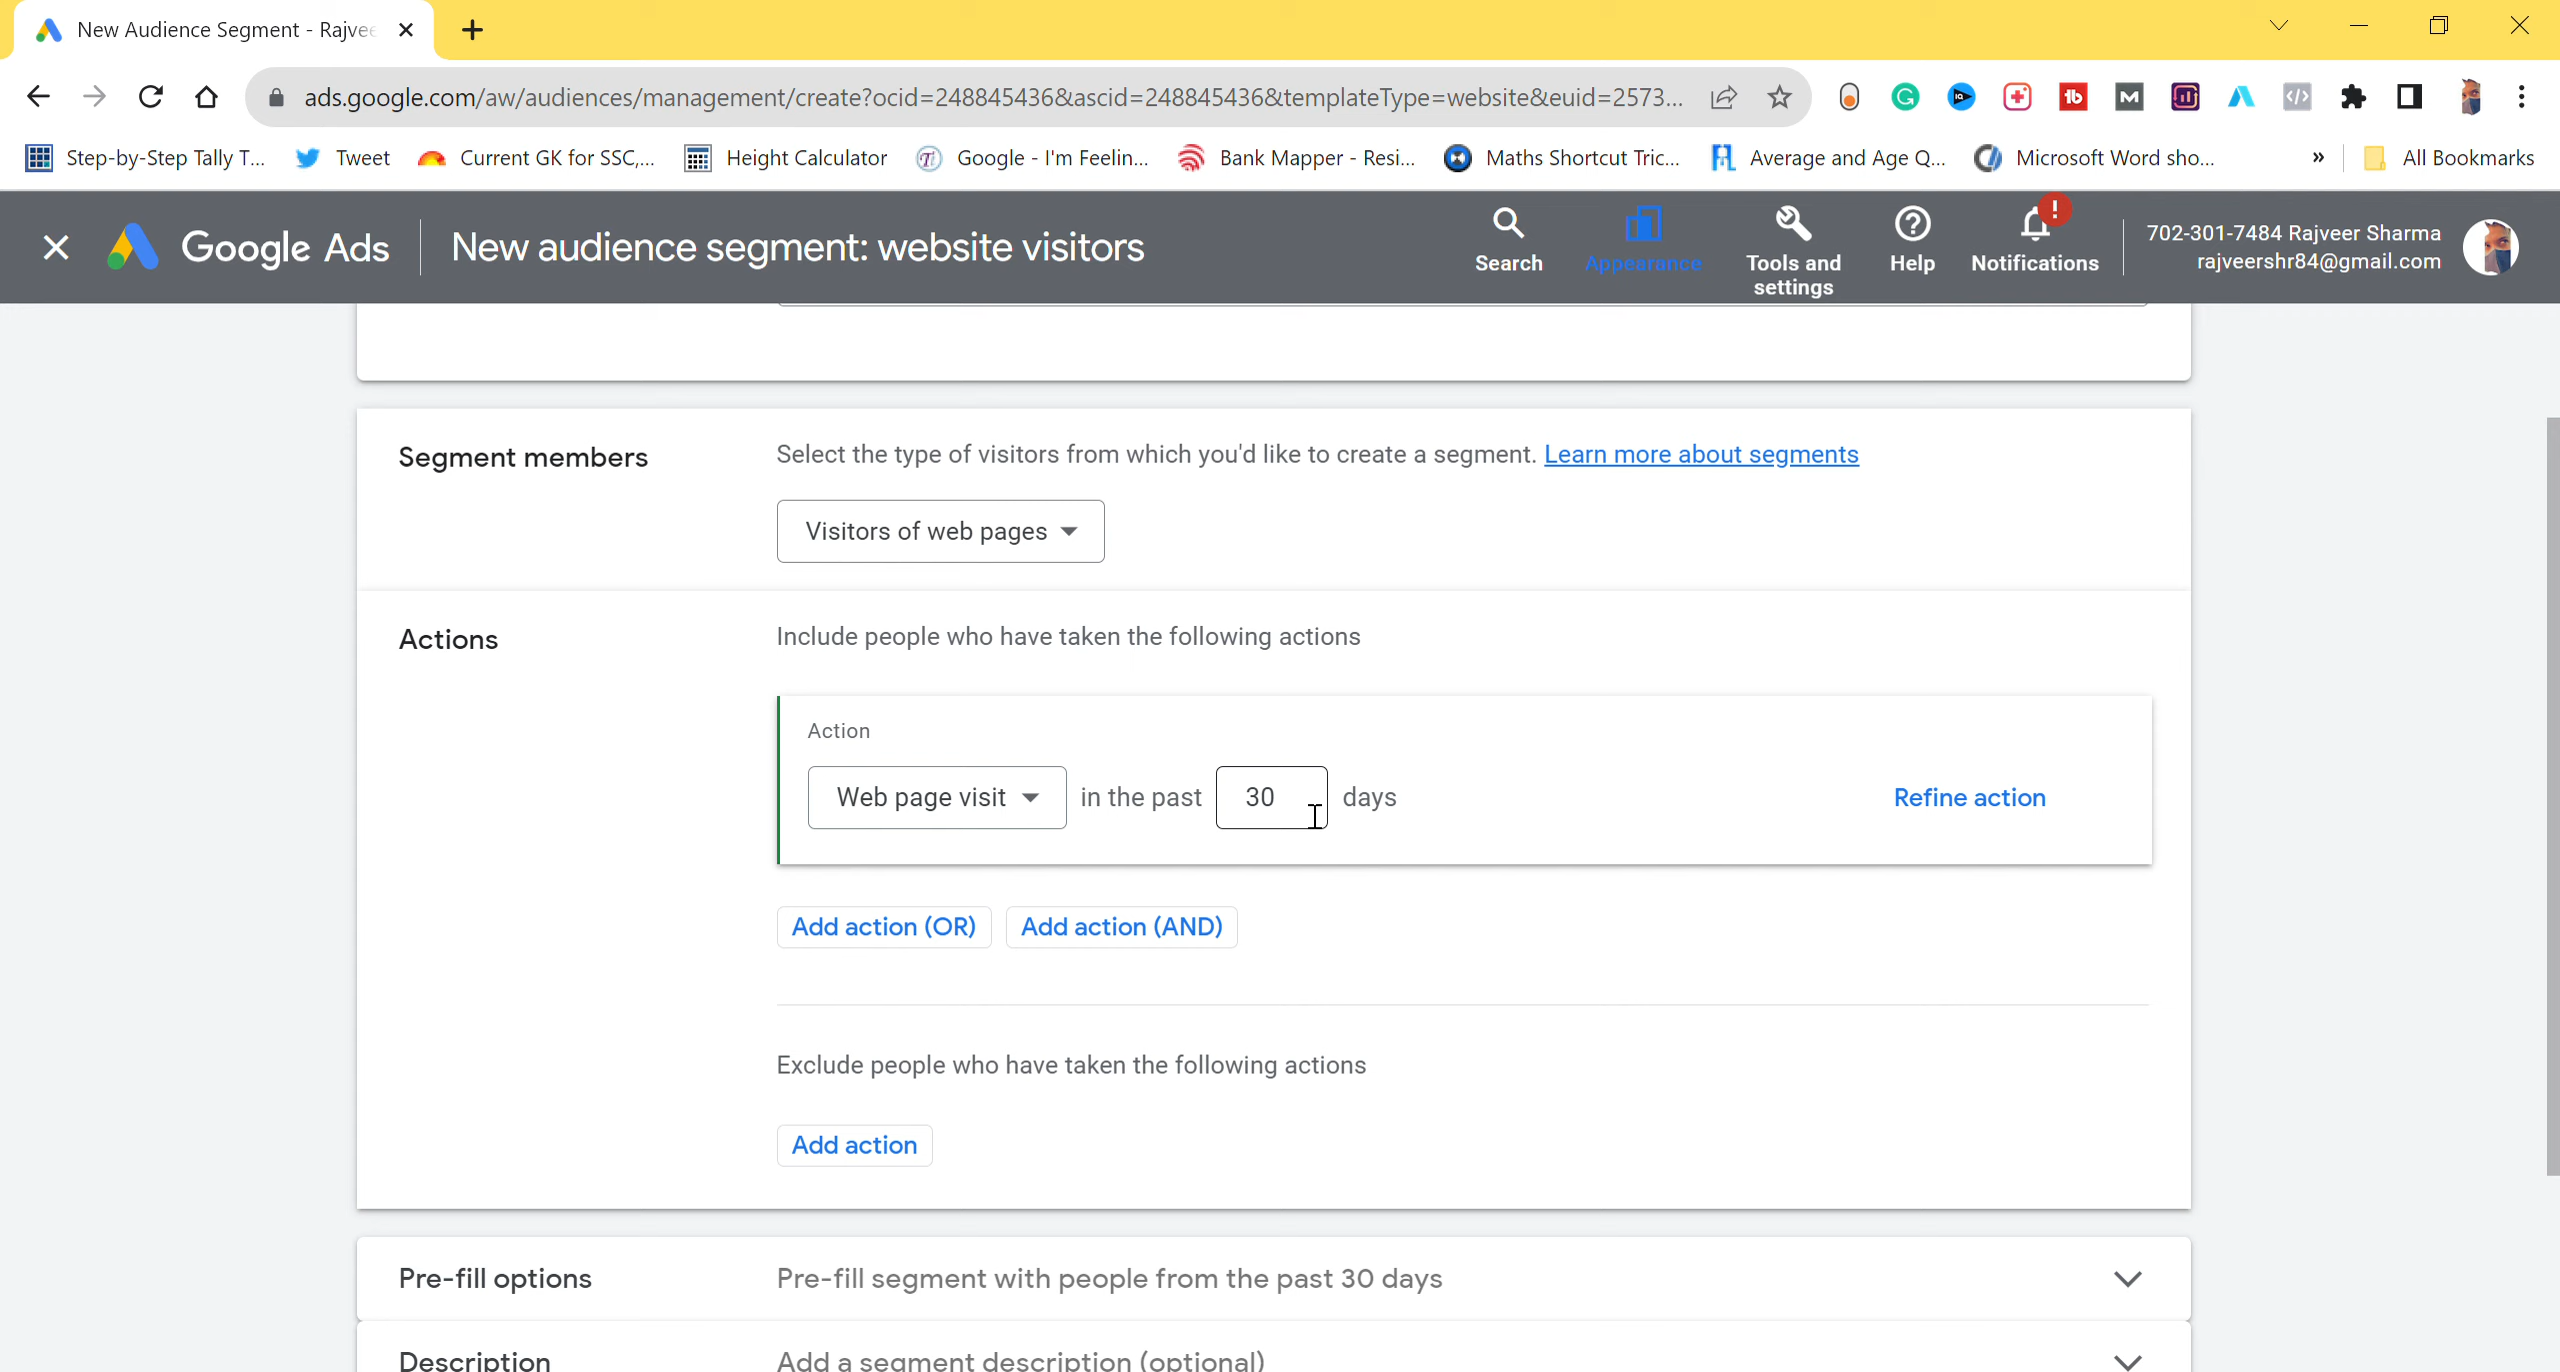 New Audience Segment - Rajvee
ads.google.com/aw/audiences/management/create?ocid=248845436&ascid=248845436&templateType=website&euid=2573...
Step-by-Step Tally T... Tweet Current GK for SSC,... Height Calculator Google - I'm Feelin... Bank Mapper - Resi... Maths Shortcut Tric... Average and Age Q... Microsoft Word sho... » All Bookmarks
Google Ads New audience segment: website visitors
Search Appearance Tools and settings Help Notifications
702-301-7484 Rajveer Sharma
rajveershr84@gmail.com
Segment members Select the type of visitors from which you'd like to create a segment. Learn more about segments
Visitors of web pages
Actions Include people who have taken the following actions
Action
Web page visit in the past 30 days Refine action
Add action (OR) Add action (AND)
Exclude people who have taken the following actions
Add action
Pre-fill options Pre-fill segment with people from the past 30 days
Description Add a segment description (optional)